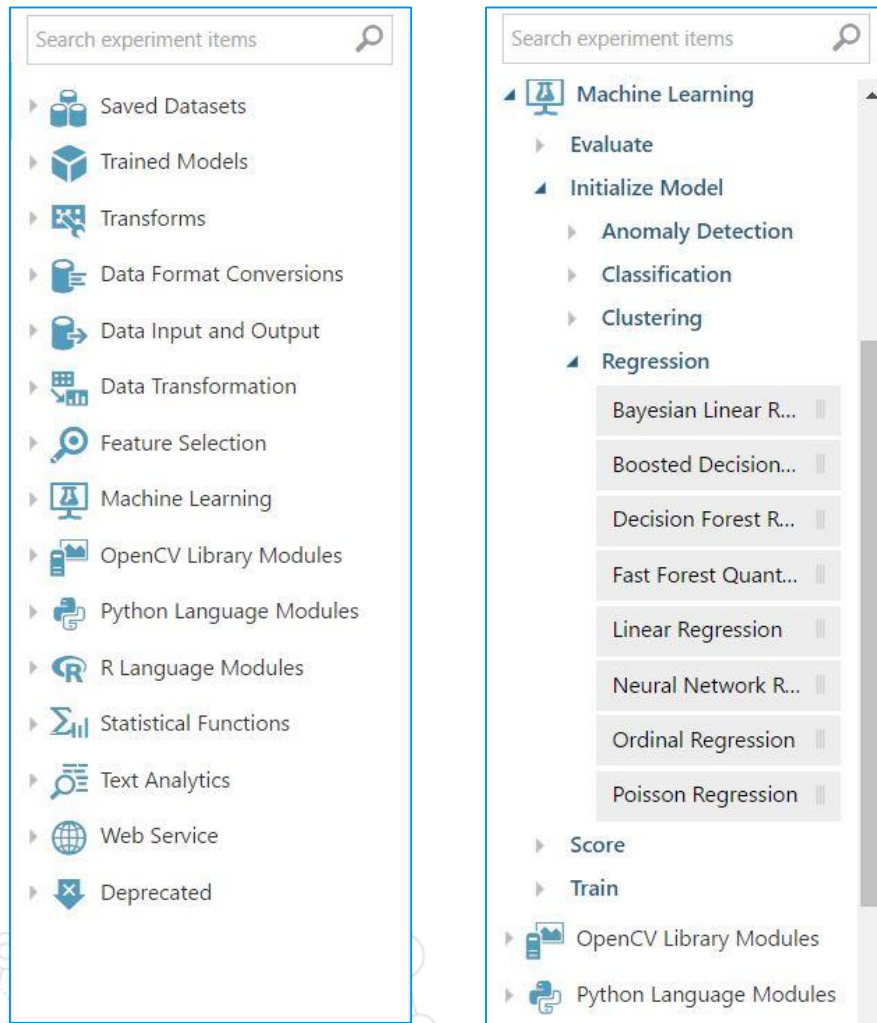 Search experiment items
Saved Datasets
Trained Models
Transforms
Data Format Conversions
Data Input and Output
Data Transformation
Feature Selection
Machine Learning
OpenCV Library Modules
Python Language Modules
R Language Modules
Statistical Functions
Text Analytics
Web Service
Deprecated
Search experiment items
Machine Learning
Evaluate
Initialize Model
Anomaly Detection
Classification
Clustering
Regression
Bayesian Linear R...
Boosted Decision...
Decision Forest R...
Fast Forest Quant...
Linear Regression
Neural Network R...
Ordinal Regression
Poisson Regression
Score
Train
OpenCV Library Modules
Python Language Modules